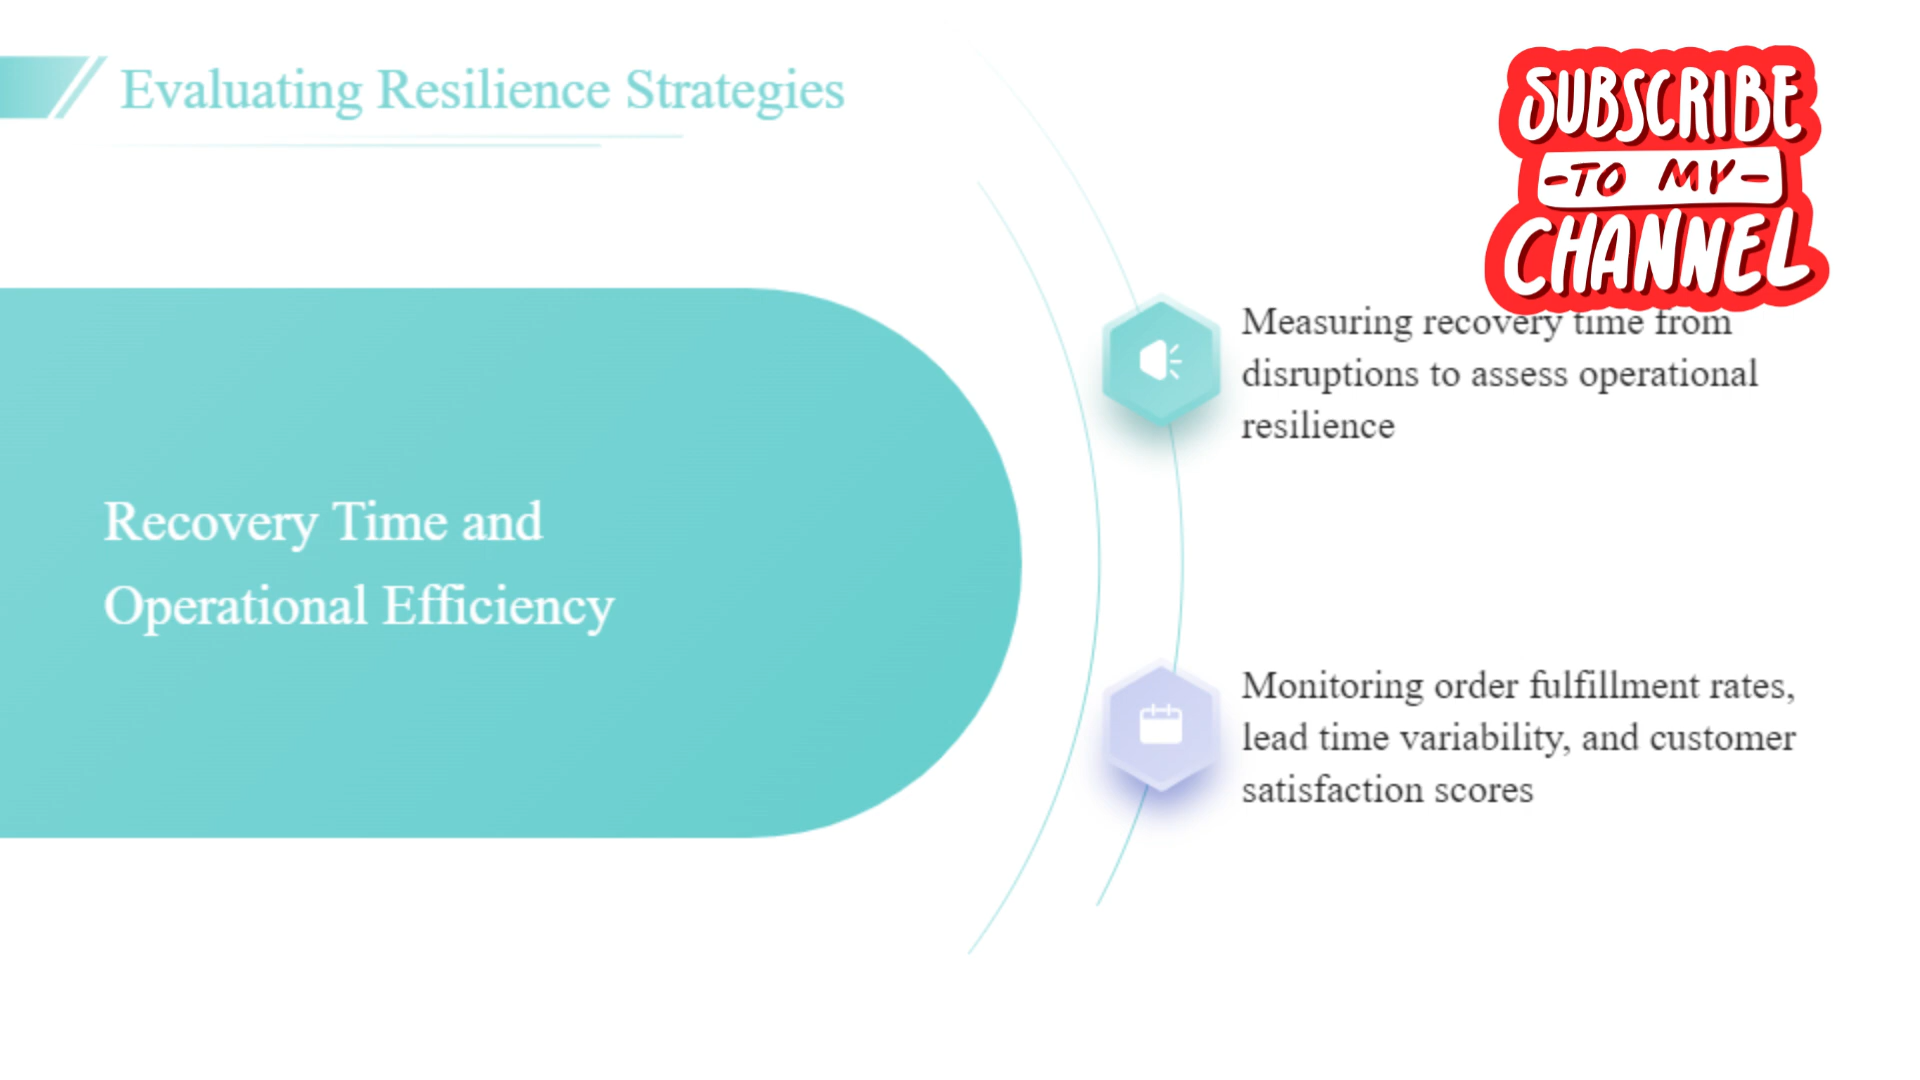 Evaluating Resilience Strategies
SUBSCRIBE
-TO MY-
CHANNEL
Recovery Time and
Operational Efficiency
Measuring recovery time from
disruptions to assess operational
resilience
Monitoring order fulfillment rates,
lead time variability, and customer
satisfaction scores